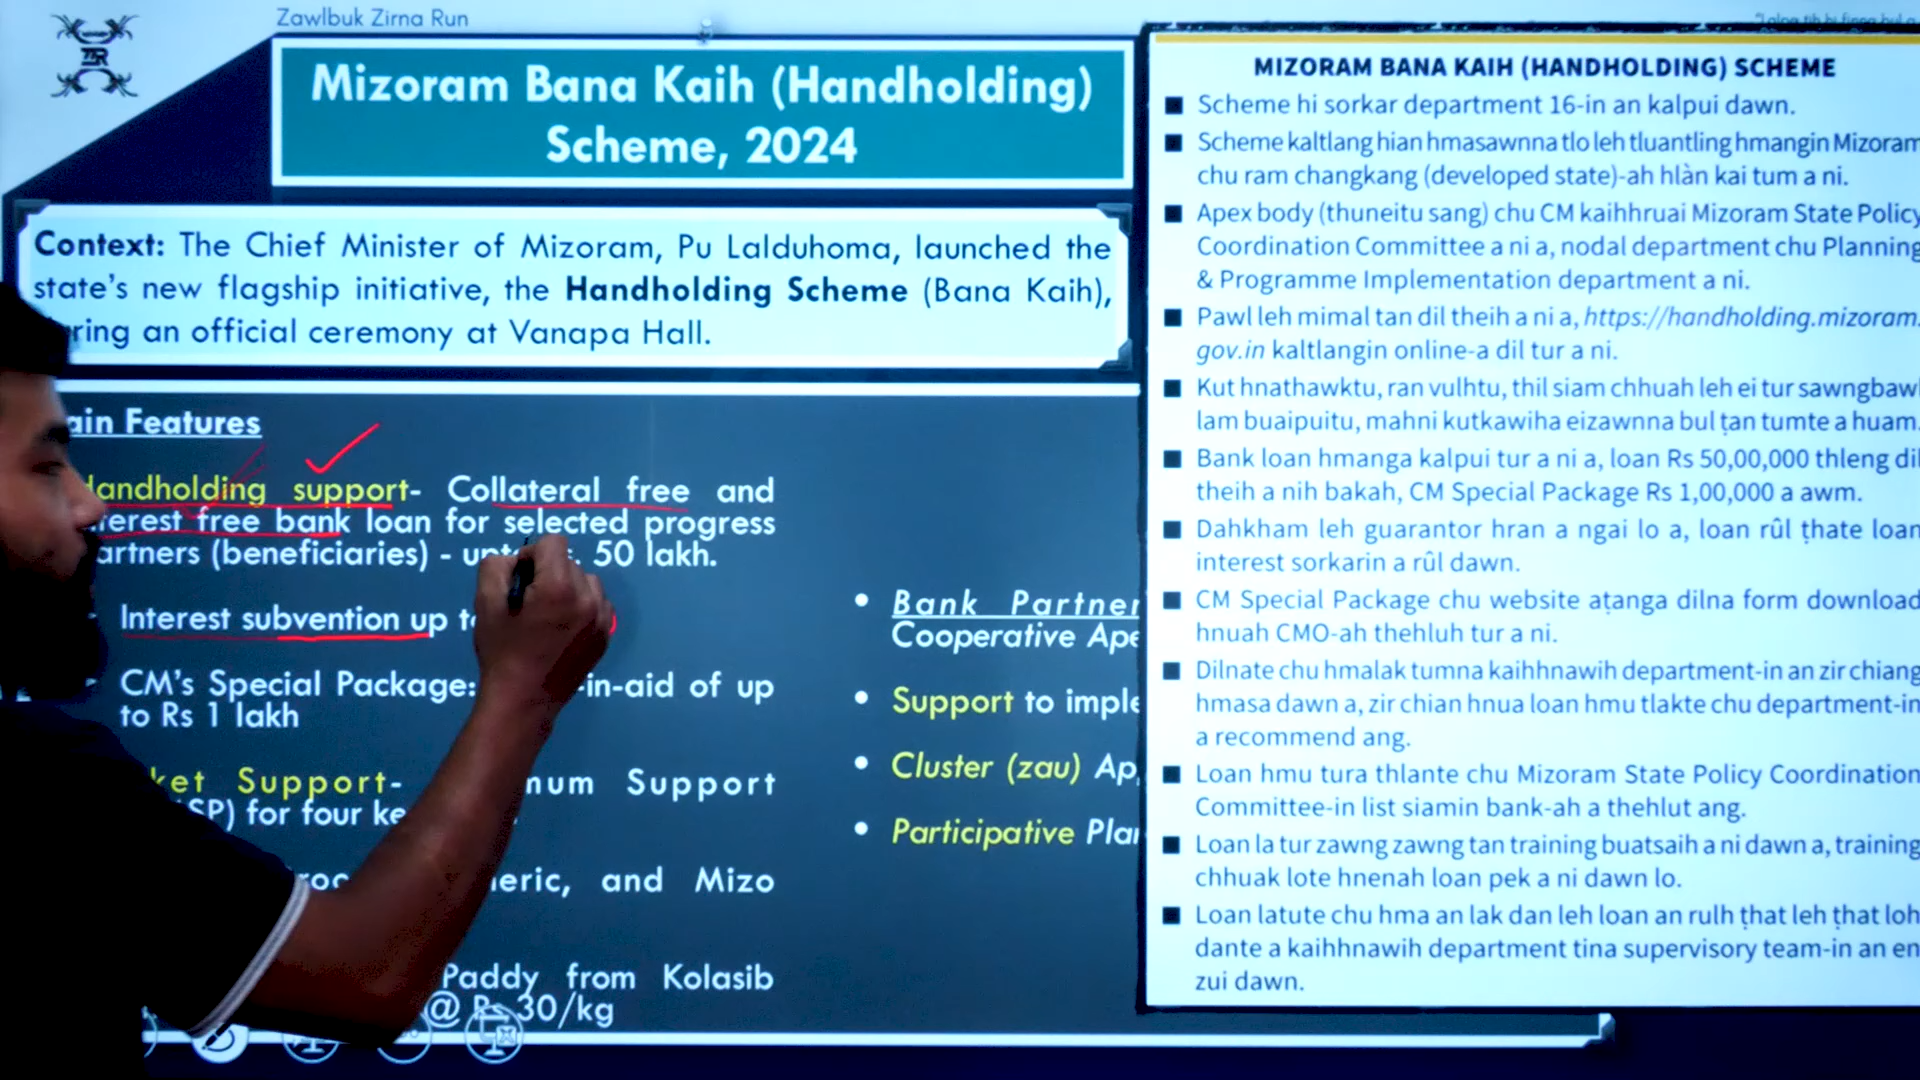 Zawlbuk Zirna Run
Mizoram Bana Kaih (Handholding)
Scheme, 2024
Context: The Chief Minister of Mizoram, Pu Lalduhoma, launched the
state's new flagship initiative, the Handholding Scheme (Bana Kaih),
ring an official ceremony at Vanapa Hall.
ain Features
andholding support- Collateral free and
erest free bank loan for selected progress
artners (beneficiaries) - 50 lakh.
Interest subvention up
CM's Special Package: -in-aid of up
to Rs 1 lakh
ket Support- num Support
SP) for four ke
eric, and Mizo
Paddy from Kolasib
@ Rs 30/kg
• Bank Partner
Cooperative Ape
• Support to imple
• Cluster (zau) Ap
• Participative Plan
MIZORAM BANA KAIH (HANDHOLDING) SCHEME
■ Scheme hi sorkar department 16-in an kalpui dawn.
■ Scheme kaltlang hian hmasawnna tlo leh tluantling hmangin Mizoram
chu ram changkang (developed state)-ah hlàn kai tum a ni.
■ Apex body (thuneitu sang) chu CM kaihhruai Mizoram State Policy
Coordination Committee a ni a, nodal department chu Planning
& Programme Implementation department a ni.
■ Pawl leh mimal tan dil theih a ni a, https://handholding.mizoram.
gov.in kaltlangin online-a dil tur a ni.
■ Kut hnathawktu, ran vulhtu, thil siam chhuah leh ei tur sawngbawl
lam buaipuitu, mahni kutkawiha eizawnna bul ṭan tumte a huam.
■ Bank loan hmanga kalpui tur a ni a, loan Rs 50,00,000 thleng dil
theih a nih bakah, CM Special Package Rs 1,00,000 a awm.
■ Dahkham leh guarantor hran a ngai lo a, loan rûl ṭhate loan
interest sorkarin a rûl dawn.
■ CM Special Package chu website aṭanga dilna form download
hnuah CMO-ah thehluh tur a ni.
■ Dilnate chu hmalak tumna kaihhnawih department-in an zir chiang
hmasa dawn a, zir chian hnua loan hmu tlakte chu department-in
a recommend ang.
■ Loan hmu tura thlante chu Mizoram State Policy Coordination
Committee-in list siamin bank-ah a thehlut ang.
■ Loan la tur zawng zawng tan training buatsaih a ni dawn a, training
chhuak lote hnenah loan pek a ni dawn lo.
■ Loan latute chu hma an lak dan leh loan an rulh ṭhat leh ṭhat loh
dante a kaihhnawih department tina supervisory team-in an en
zui dawn.